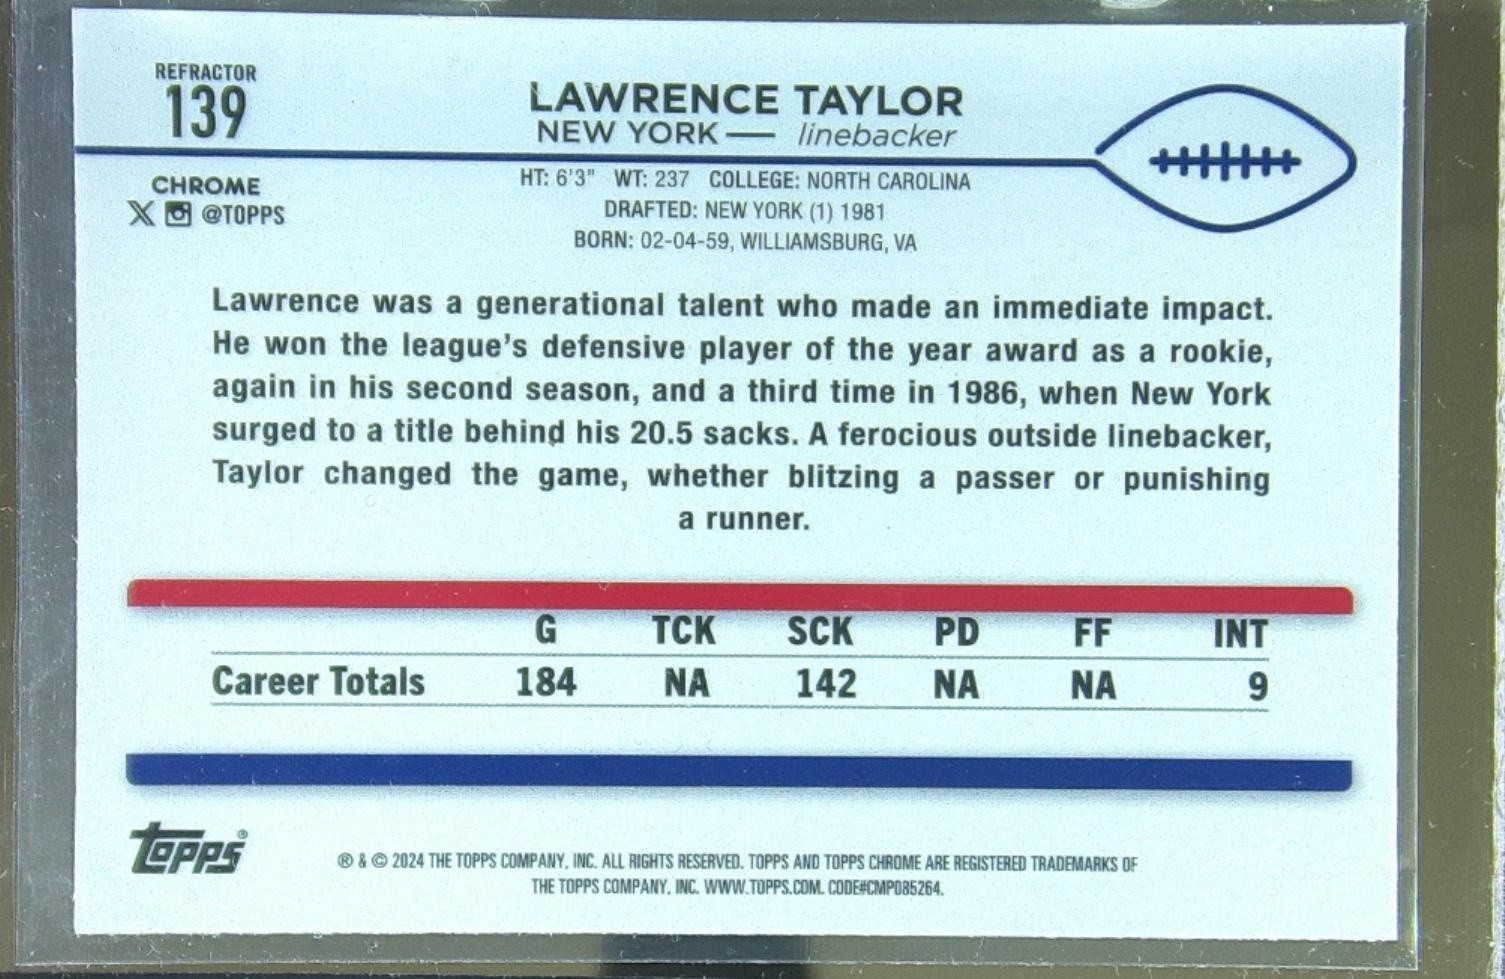 REFRACTOR
139
LAWRENCE TAYLOR
NEW YORK — linebacker
CHROME
X @TOPPS
HT: 6'3" WT: 237 COLLEGE: NORTH CAROLINA
DRAFTED: NEW YORK (1) 1981
BORN: 02-04-59, WILLIAMSBURG, VA
Lawrence was a generational talent who made an immediate impact.
He won the league's defensive player of the year award as a rookie,
again in his second season, and a third time in 1986, when New York
surged to a title behind his 20.5 sacks. A ferocious outside linebacker,
Taylor changed the game, whether blitzing a passer or punishing
a runner.
G TCK SCK PD FF INT
Career Totals 184 NA 142 NA NA 9
Topps®
® & © 2024 THE TOPPS COMPANY, INC. ALL RIGHTS RESERVED. TOPPS AND TOPPS CHROME ARE REGISTERED TRADEMARKS OF
THE TOPPS COMPANY, INC. WWW.TOPPS.COM. CODE#CMP085264.